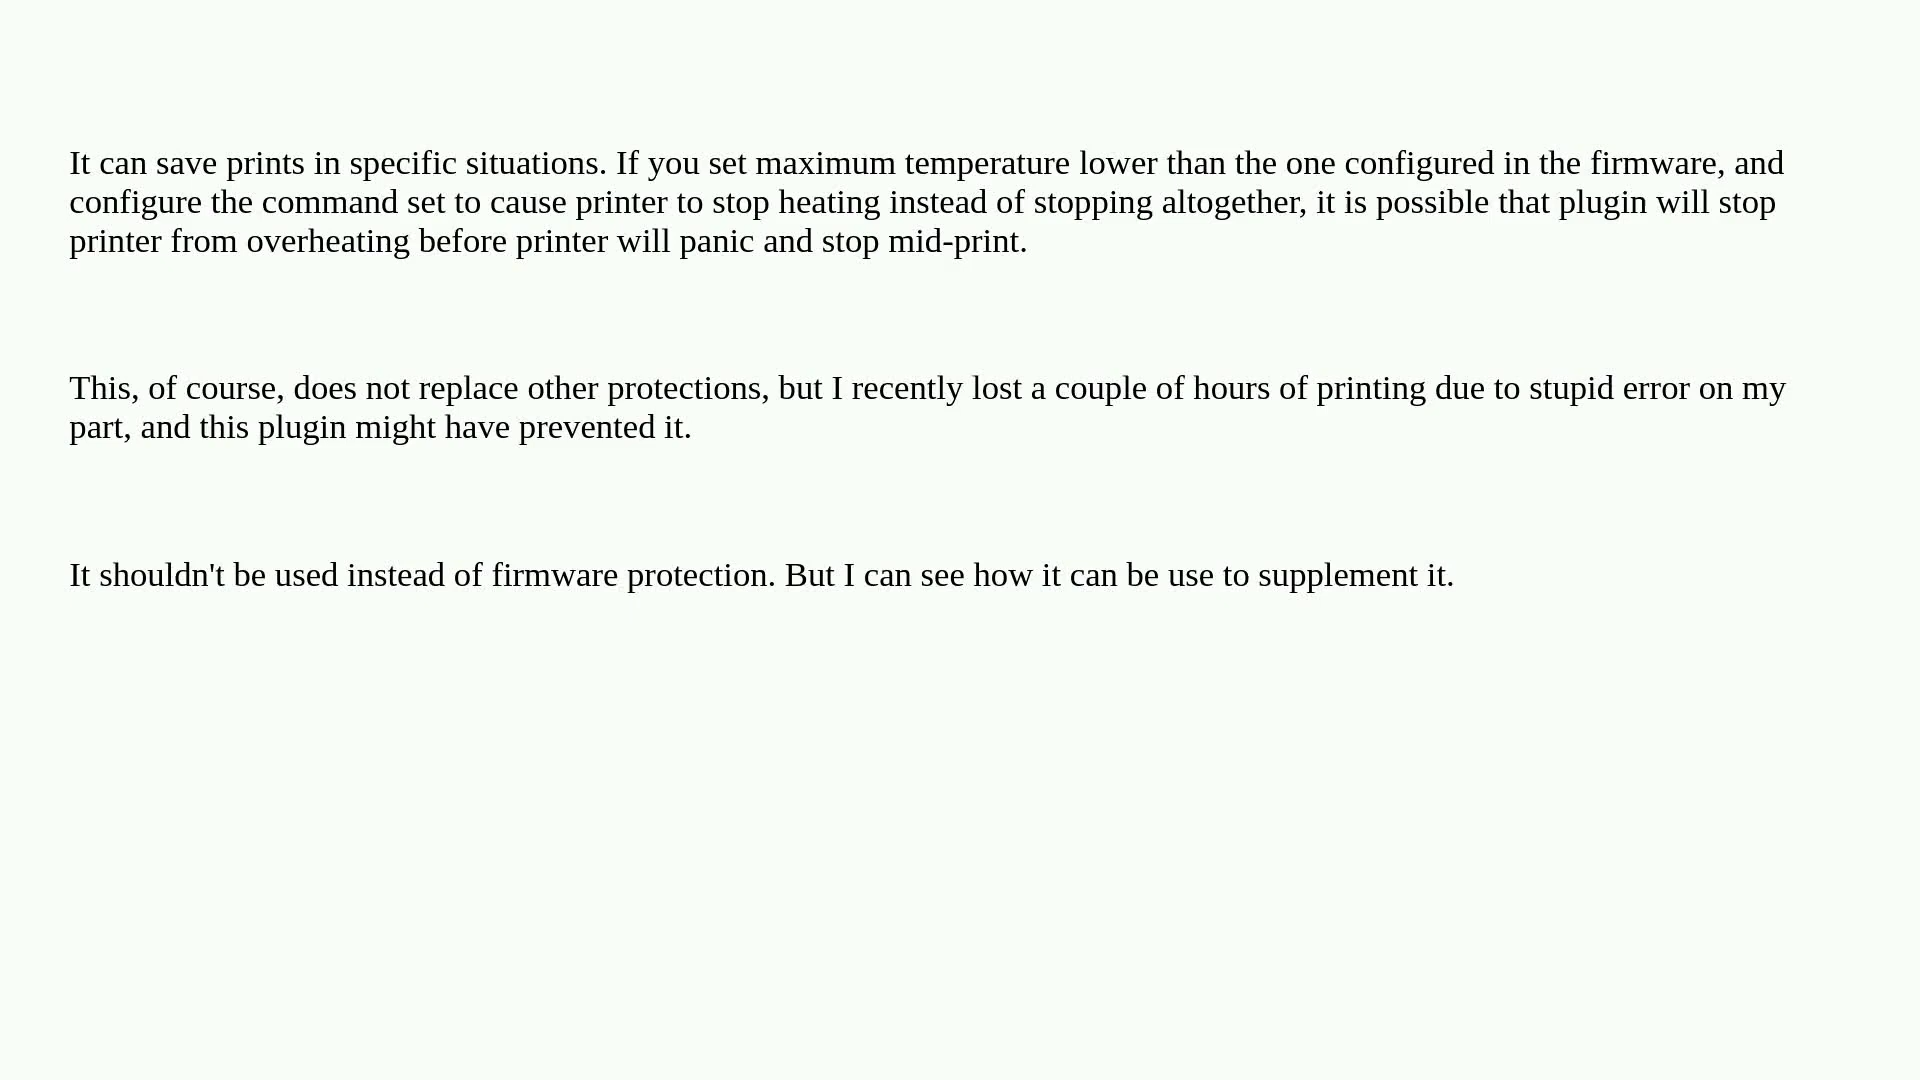 It can save prints in specific situations. If you set maximum temperature lower than the one configured in the firmware, and
configure the command set to cause printer to stop heating instead of stopping altogether, it is possible that plugin will stop
printer from overheating before printer will panic and stop mid-print.
This, of course, does not replace other protections, but I recently lost a couple of hours of printing due to stupid error on my
part, and this plugin might have prevented it.
It shouldn't be used instead of firmware protection. But I can see how it can be use to supplement it.